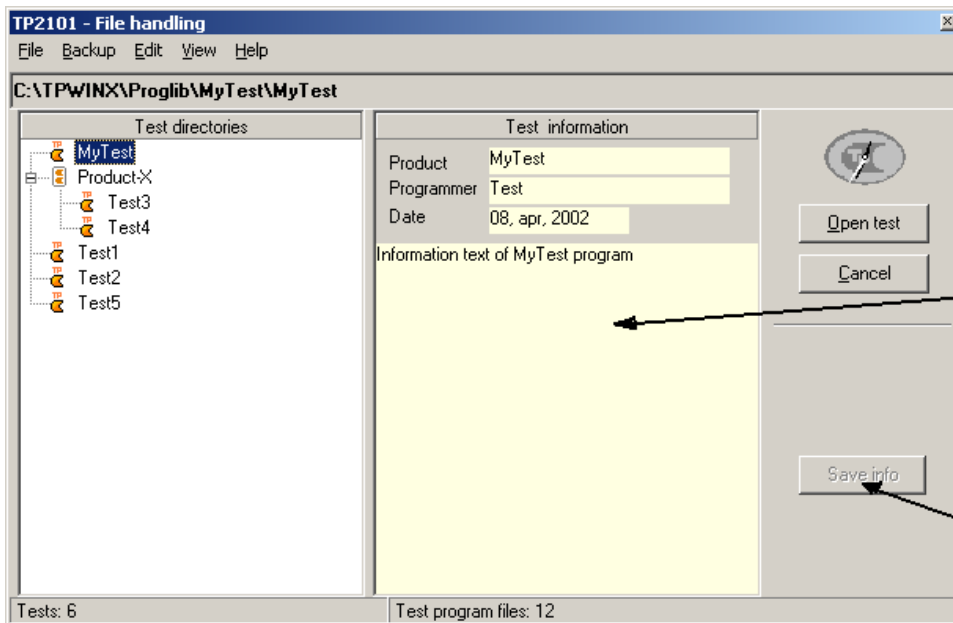 TP2101 - File handling
File Backup Edit View Help
C:\TPWINX\Proglib\MyTest\MyTest
Test directories
MyTest
Product-X
Test3
Test4
Test1
Test2
Test5
Test information
Product MyTest
Programmer Test
Date 08, apr, 2002
Information text of MyTest program
Open test
Cancel
Save info
Tests: 6
Test program files: 12